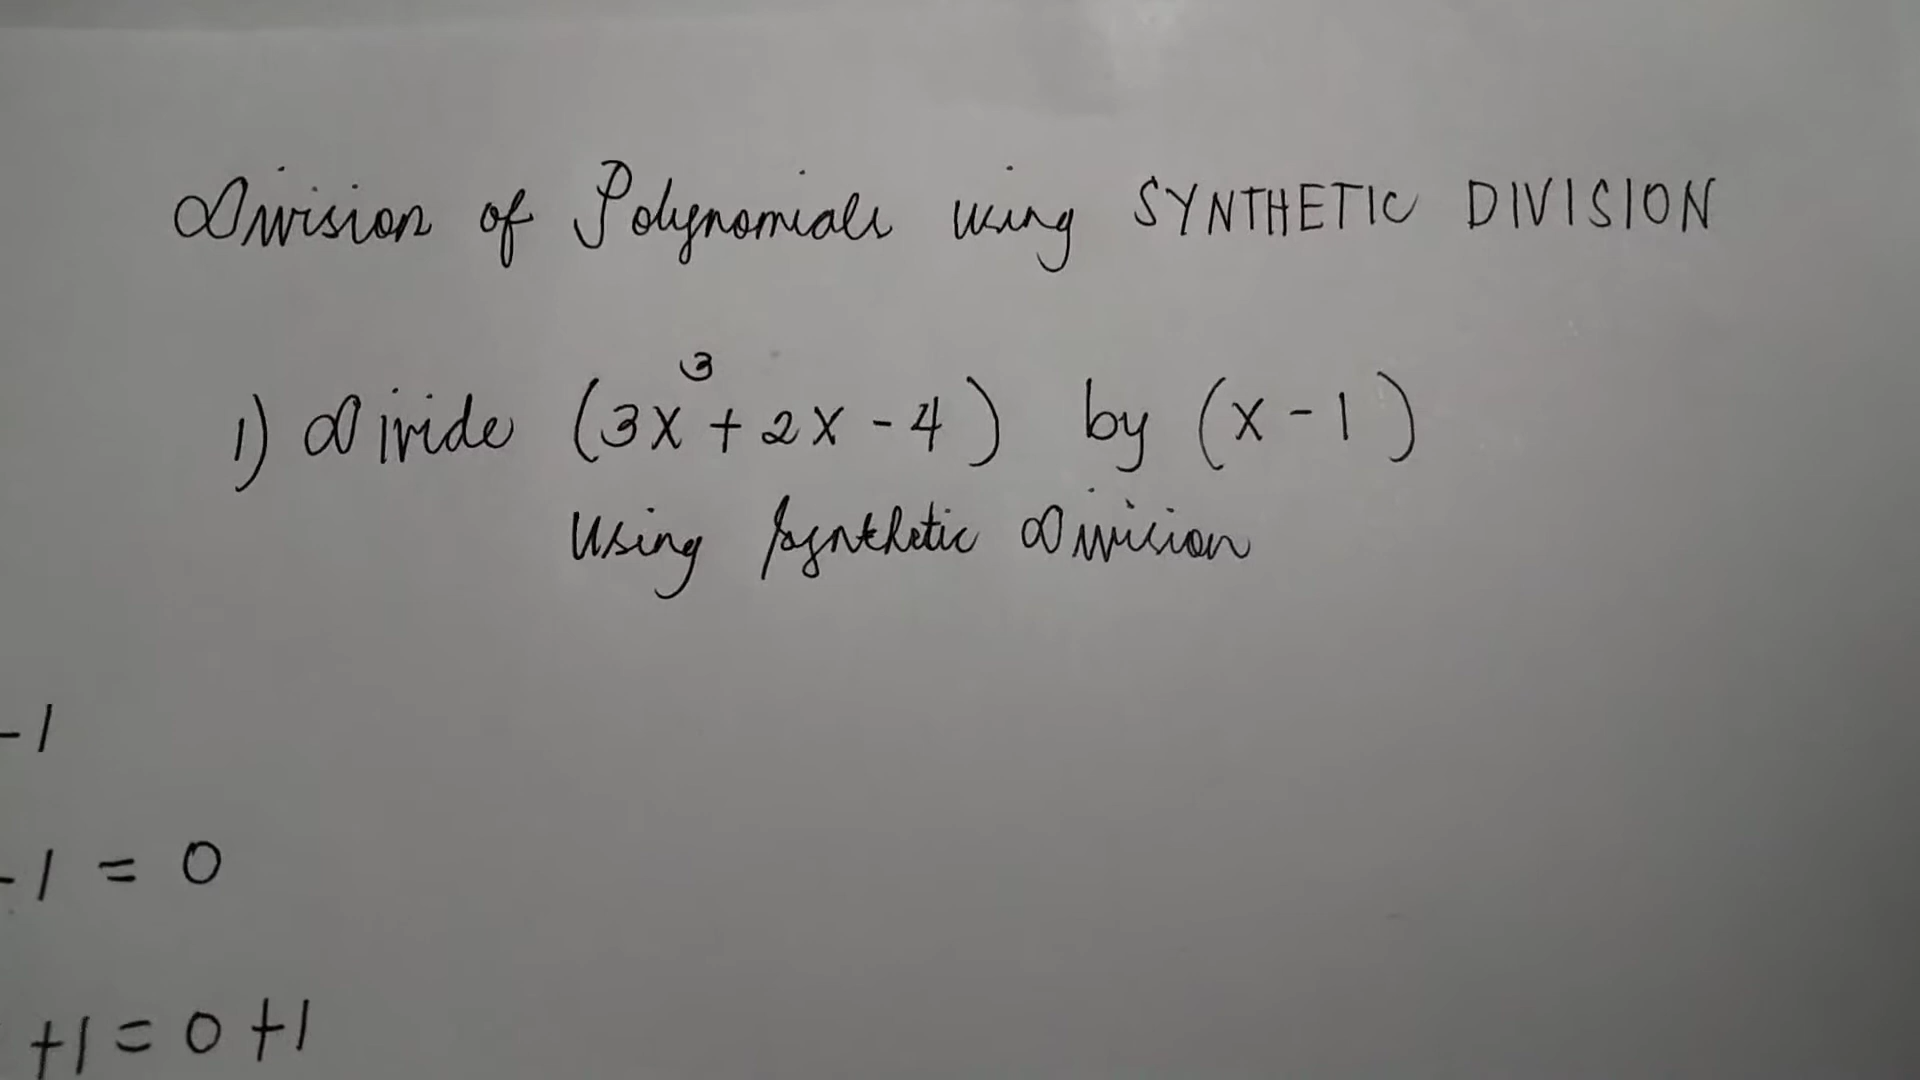 Division of Polynomials using SYNTHETIC DIVISION
1) Divide (3x³ + 2x - 4) by (x - 1)
Using Synthetic Division
-1
-1 = 0
+1 = 0 +1